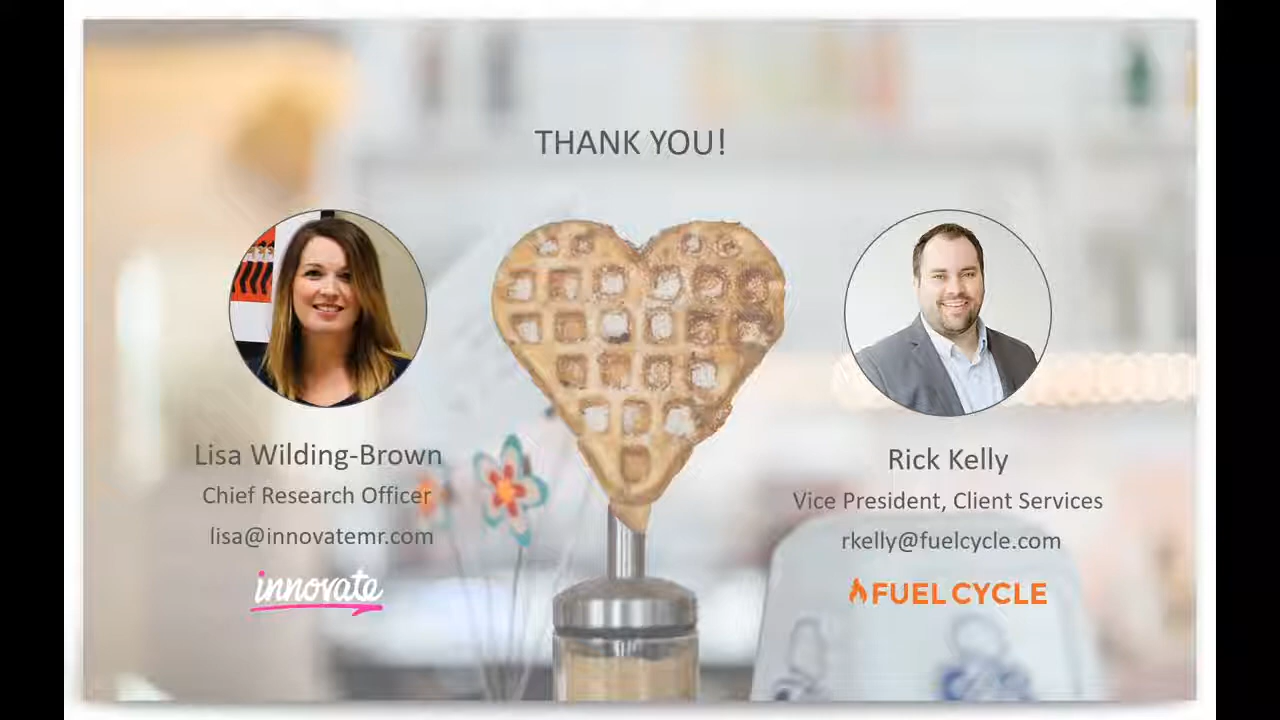 THANK YOU!
Lisa Wilding-Brown
Chief Research Officer
lisa@innovatemr.com
innovate
Rick Kelly
Vice President, Client Services
rkelly@fuelcycle.com
FUEL CYCLE